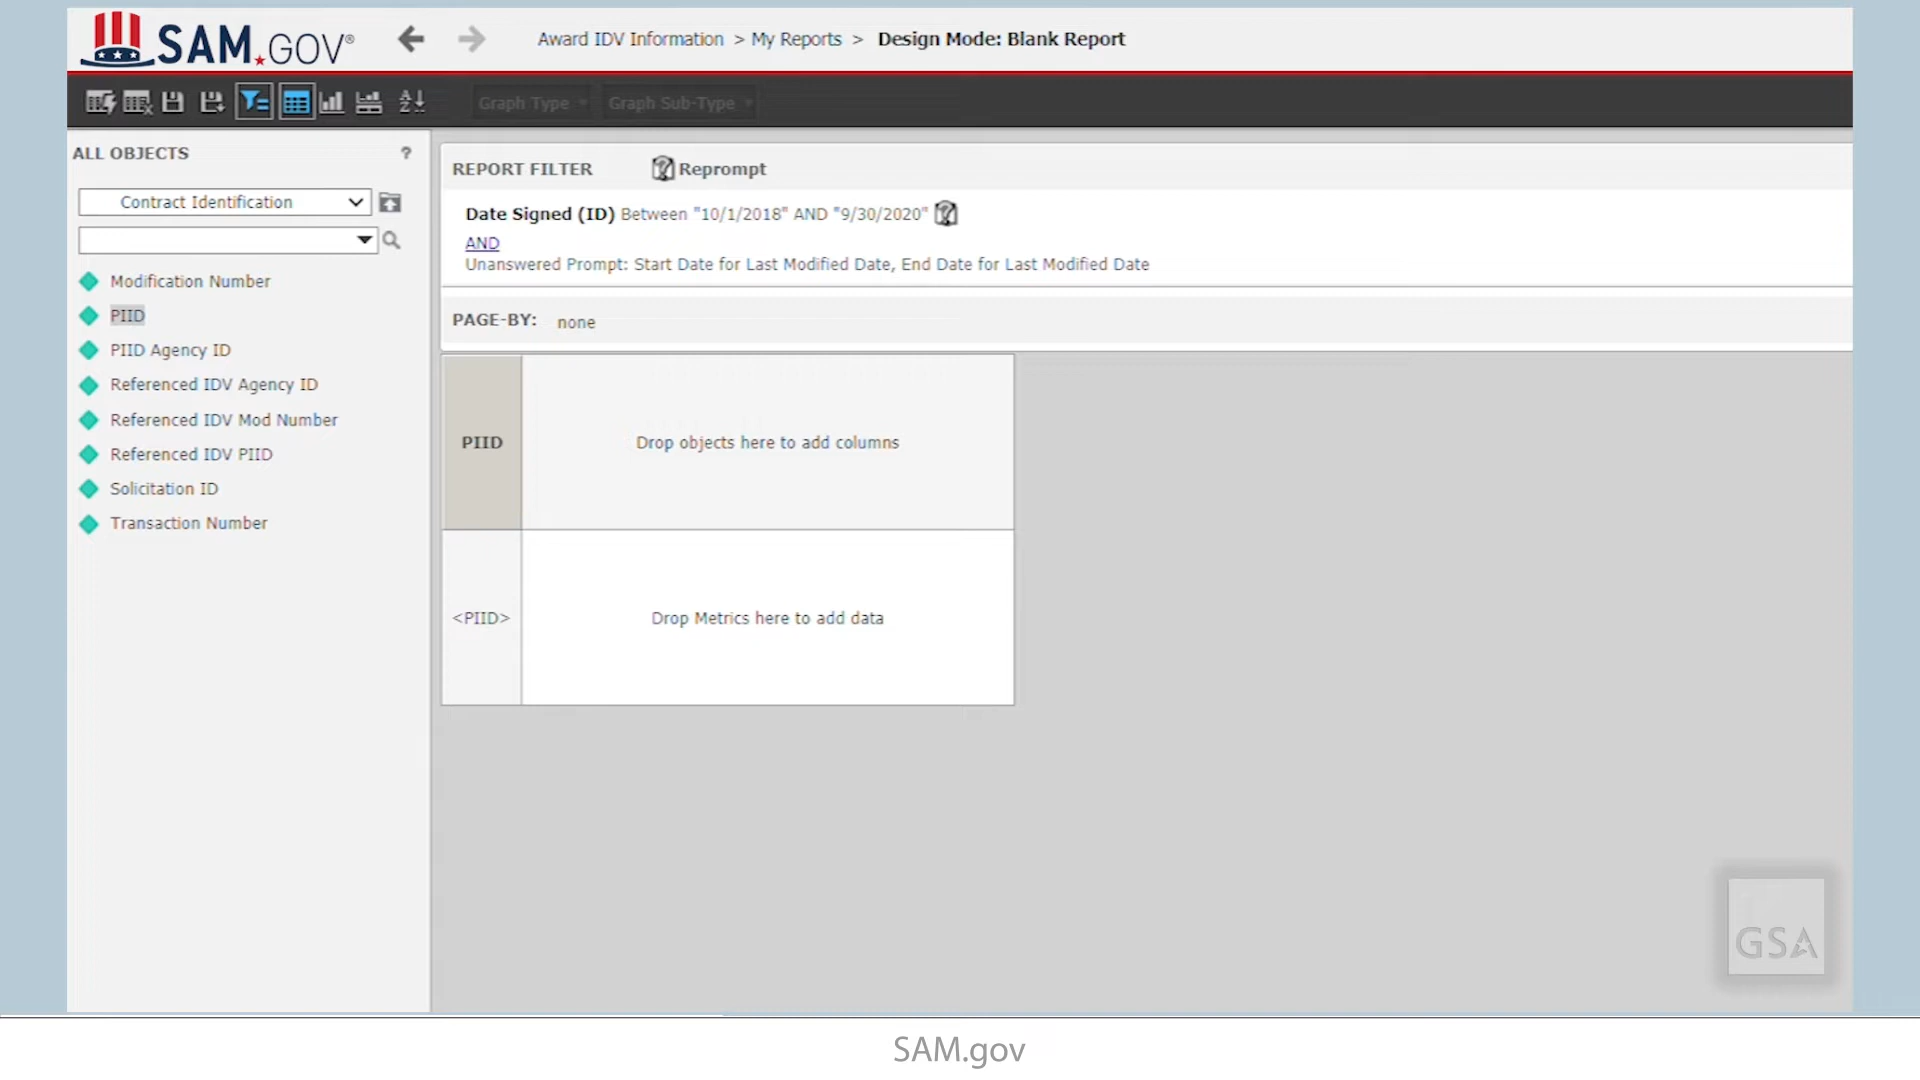 SAM.GOV®
Award IDV Information > My Reports > Design Mode: Blank Report
Graph Type Graph Sub-Type
ALL OBJECTS ?
Contract Identification
Modification Number
PIID
PIID Agency ID
Referenced IDV Agency ID
Referenced IDV Mod Number
Referenced IDV PIID
Solicitation ID
Transaction Number
REPORT FILTER Reprompt
Date Signed (ID) Between "10/1/2018" AND "9/30/2020"
AND
Unanswered Prompt: Start Date for Last Modified Date, End Date for Last Modified Date
PAGE-BY: none
PIID Drop objects here to add columns
<PIID> Drop Metrics here to add data
GSA
SAM.gov